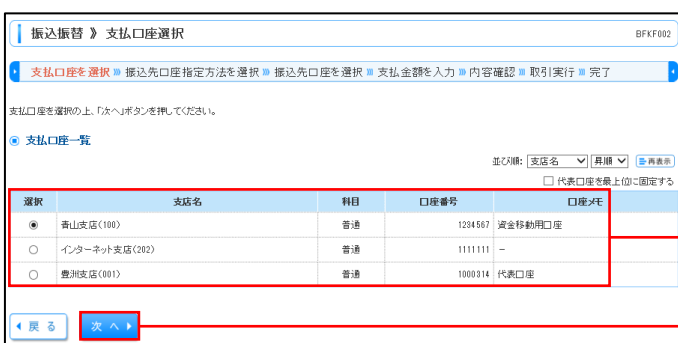 振込振替 》 支払口座選択 BFKF002
支払口座を選択 》 振込先口座指定方法を選択 》 振込先口座を選択 》 支払金額を入力 》 内容確認 》 取引実行 》 完了
支払口座を選択の上、「次へ」ボタンを押してください。
支払口座一覧
並び順: 支店名 昇順 再表示
代表口座を最上位に固定する
選択 支店名 科目 口座番号 口座メモ
青山支店(100) 普通 1234567 資金移動用口座
インターネット支店(202) 普通 1111111 −
豊洲支店(001) 普通 1000314 代表口座
戻る 次へ